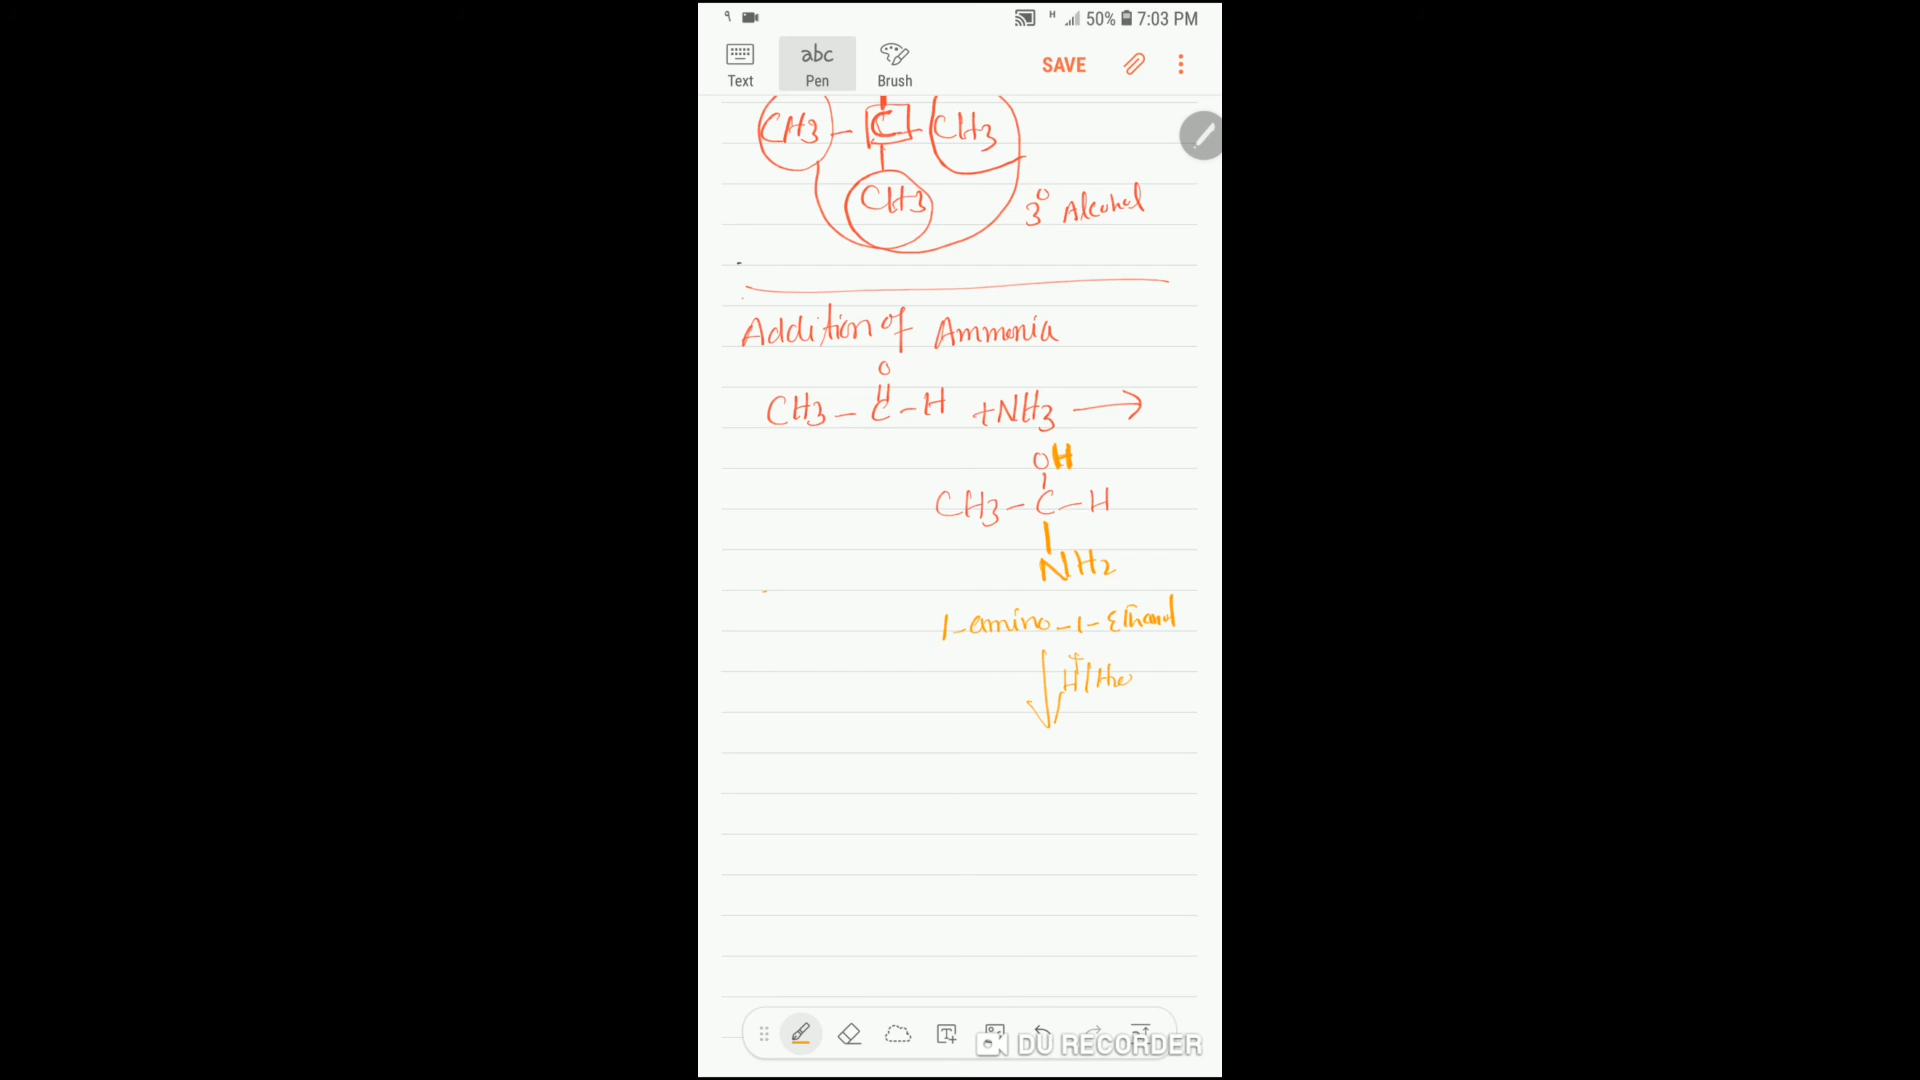 50% 7:03 PM
Text
abc
Pen
Brush
SAVE
CH3 - C - CH3
CH3
3° Alcohol
Addition of Ammonia
O
CH3 - C - H + NH3 →
OH
CH3 - C - H
NH2
1-amino-1-Ethanol
DU RECORDER